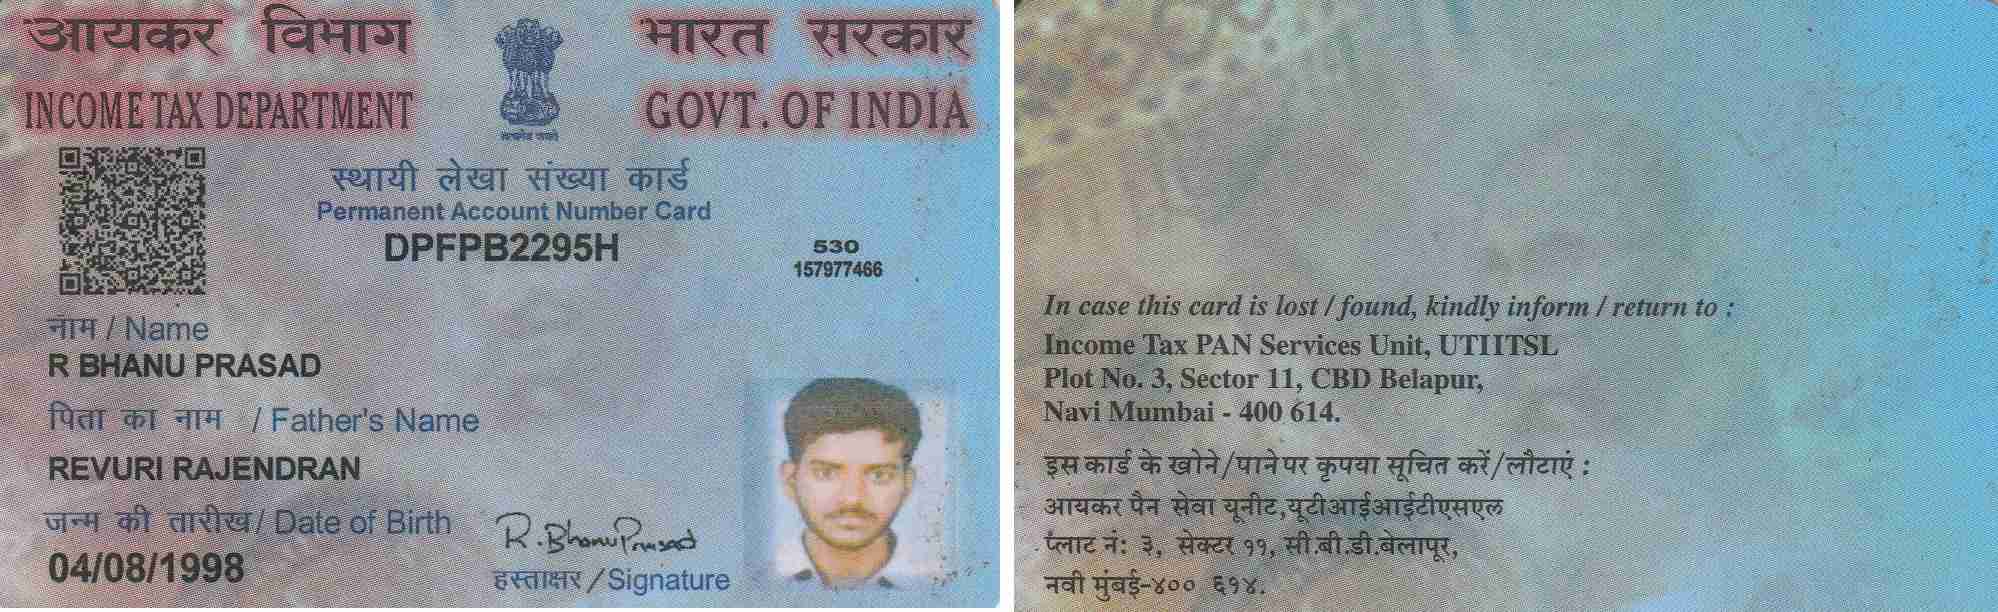 आयकर विभाग
INCOME TAX DEPARTMENT
भारत सरकार
GOVT. OF INDIA
सत्यमेव जयते
स्थायी लेखा संख्या कार्ड
Permanent Account Number Card
DPFPB2295H
530
157977466
नाम / Name
R BHANU PRASAD
पिता का नाम / Father's Name
REVURI RAJENDRAN
जन्म की तारीख / Date of Birth
04/08/1998
R. Bhanu Prasad
हस्ताक्षर / Signature
In case this card is lost / found, kindly inform / return to :
Income Tax PAN Services Unit, UTIITSL
Plot No. 3, Sector 11, CBD Belapur,
Navi Mumbai - 400 614.
इस कार्ड के खोने/पाने पर कृपया सूचित करें/लौटाएं :
आयकर पैन सेवा यूनीट,यूटीआईआईटीएसएल
प्लाट नं: ३, सेक्टर ११, सी.बी.डी.बेलापूर,
नवी मुंबई-४०० ६१४.